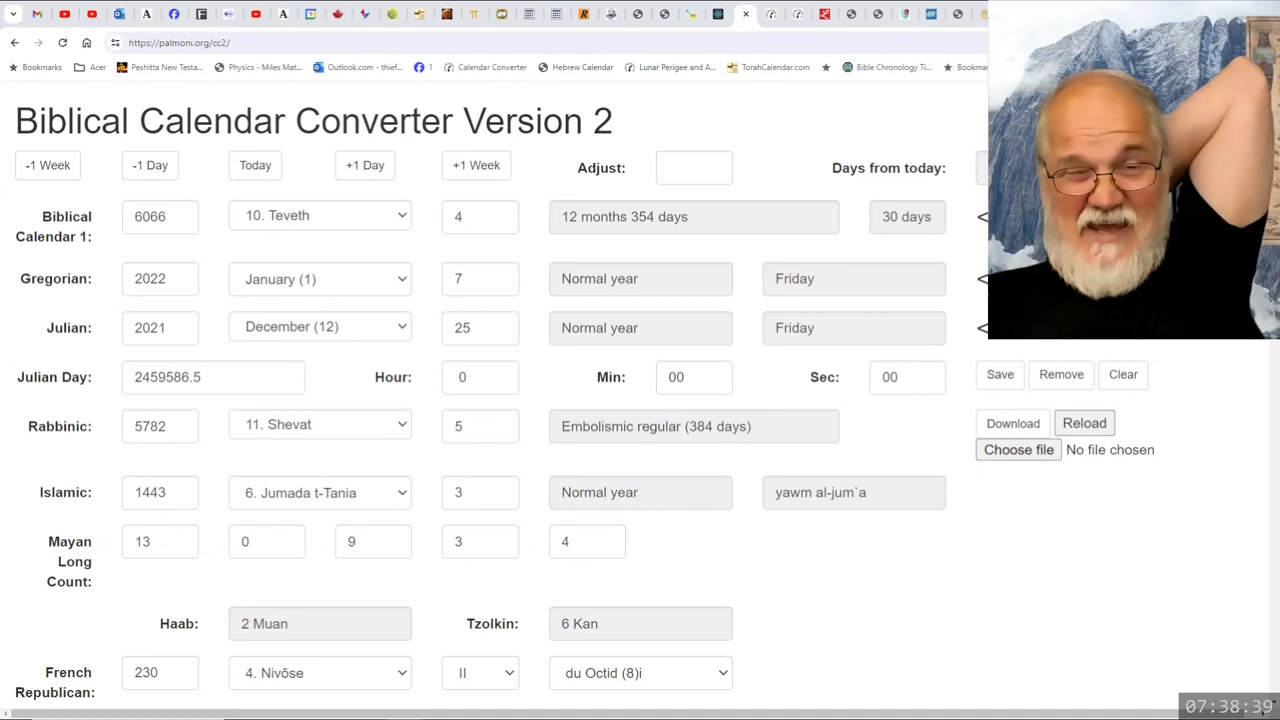 https://palmoni.org/cc2/
Bookmarks Acer Peshitta New Testa... Physics - Miles Mat... Outlook.com - thief... 1 Calendar Converter Hebrew Calendar Lunar Perigee and A... TorahCalendar.com Bible Chronology Ti... Bookma
Biblical Calendar Converter Version 2
-1 Week -1 Day Today +1 Day +1 Week Adjust: Days from today:
Biblical Calendar 1: 6066 10. Teveth 4 12 months 354 days 30 days <
Gregorian: 2022 January (1) 7 Normal year Friday <
Julian: 2021 December (12) 25 Normal year Friday <
Julian Day: 2459586.5 Hour: 0 Min: 00 Sec: 00 Save Remove Clear
Rabbinic: 5782 11. Shevat 5 Embolismic regular (384 days) Download Reload
Choose file No file chosen
Islamic: 1443 6. Jumada t-Tania 3 Normal year yawm al-jum`a
Mayan Long Count: 13 0 9 3 4
Haab: 2 Muan Tzolkin: 6 Kan
French Republican: 230 4. Nivôse II du Octid (8)i
07:38:39